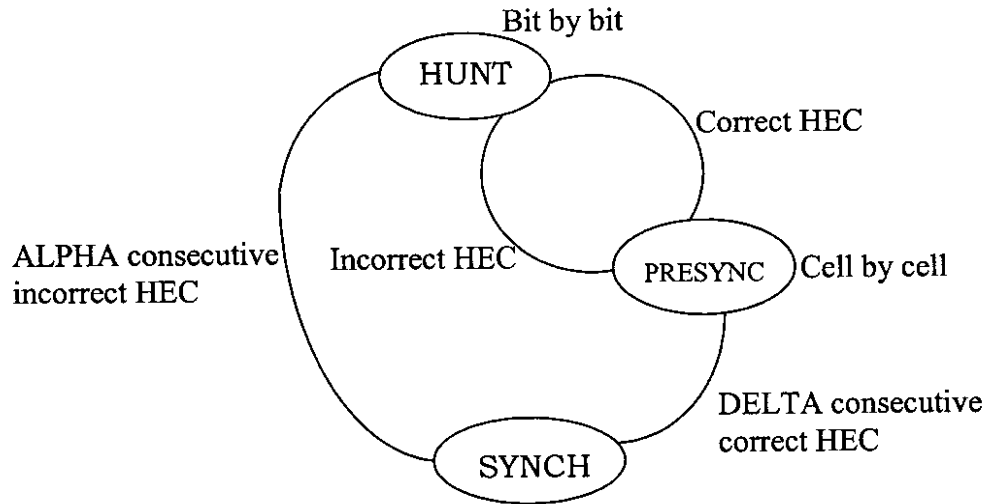 Bit by bit
HUNT
Correct HEC
ALPHA consecutive
incorrect HEC
Incorrect HEC
PRESYNC
Cell by cell
DELTA consecutive
correct HEC
SYNCH